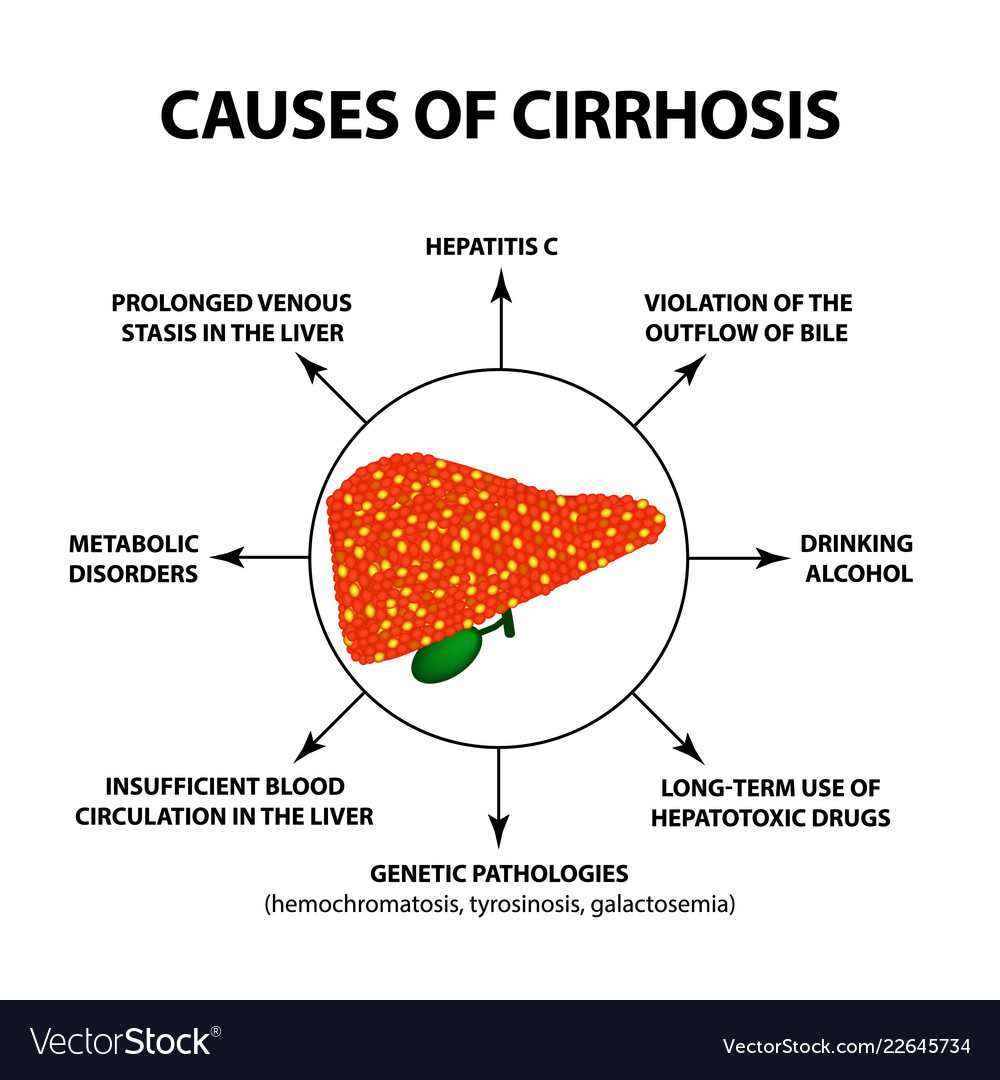 CAUSES OF CIRRHOSIS
HEPATITIS C
PROLONGED VENOUS
STASIS IN THE LIVER
VIOLATION OF THE
OUTFLOW OF BILE
METABOLIC
DISORDERS
DRINKING
ALCOHOL
INSUFFICIENT BLOOD
CIRCULATION IN THE LIVER
LONG-TERM USE OF
HEPATOTOXIC DRUGS
GENETIC PATHOLOGIES
(hemochromatosis, tyrosinosis, galactosemia)
VectorStock®
VectorStock.com/22645734